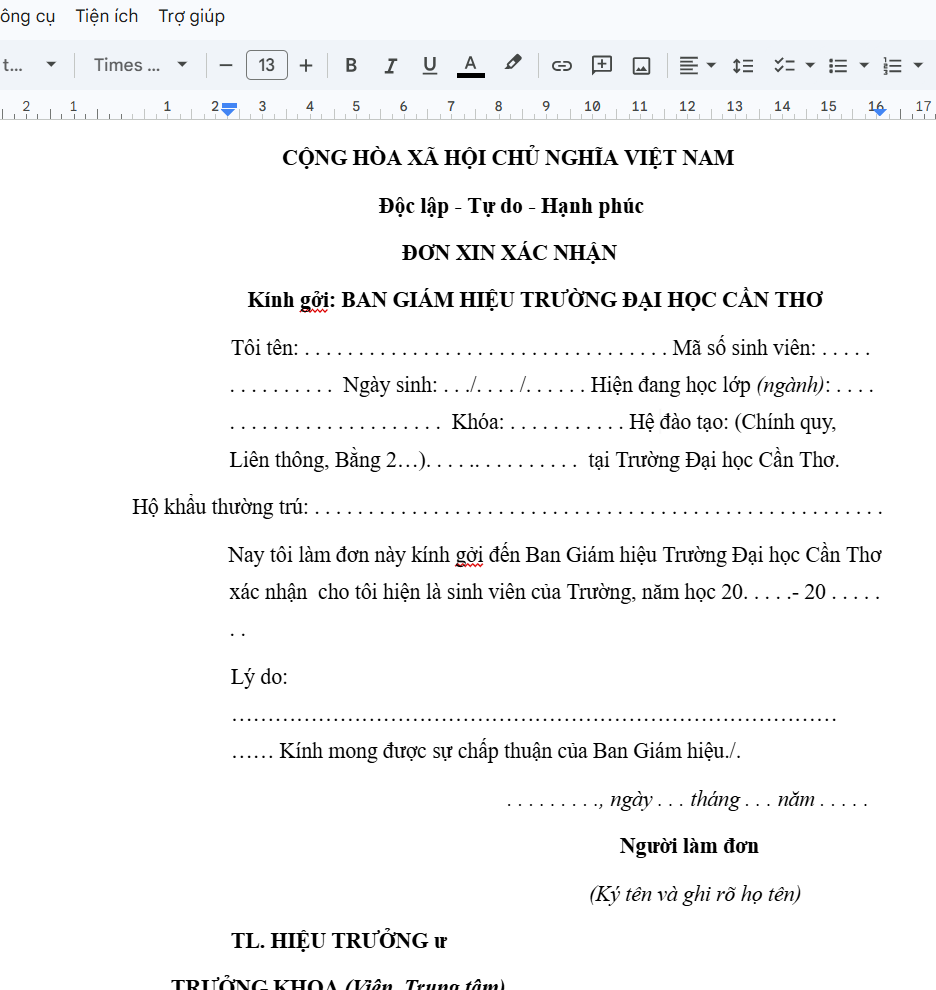 ông cụ Tiện ích Trợ giúp
t... Times ... 13 B I U A
2 1 1 2 3 4 5 6 7 8 9 10 11 12 13 14 15 16 17
CỘNG HÒA XÃ HỘI CHỦ NGHĨA VIỆT NAM
Độc lập - Tự do - Hạnh phúc
ĐƠN XIN XÁC NHẬN
Kính gởi: BAN GIÁM HIỆU TRƯỜNG ĐẠI HỌC CẦN THƠ
Tôi tên: . . . . . . . . . . . . . . . . . . . . . . . . . . . . . . . . . . Mã số sinh viên: . . . . .
. . . . . . . . . . Ngày sinh: . . ./. . . . /. . . . . . Hiện đang học lớp (ngành): . . . .
. . . . . . . . . . . . . . . . . . . . Khóa: . . . . . . . . . . . Hệ đào tạo: (Chính quy,
Liên thông, Bằng 2…). . . . .. . . . . . . . . . tại Trường Đại học Cần Thơ.
Hộ khẩu thường trú: . . . . . . . . . . . . . . . . . . . . . . . . . . . . . . . . . . . . . . . . . . . . . . . . . . . . .
Nay tôi làm đơn này kính gởi đến Ban Giám hiệu Trường Đại học Cần Thơ
xác nhận cho tôi hiện là sinh viên của Trường, năm học 20. . . . .- 20 . . . . .
. .
Lý do:
…………………………………………………………………………
…… Kính mong được sự chấp thuận của Ban Giám hiệu./.
. . . . . . . . ., ngày . . . tháng . . . năm . . . . .
Người làm đơn
(Ký tên và ghi rõ họ tên)
TL. HIỆU TRƯỞNG ư
TRƯỞNG KHOA (Viện, Trung tâm)